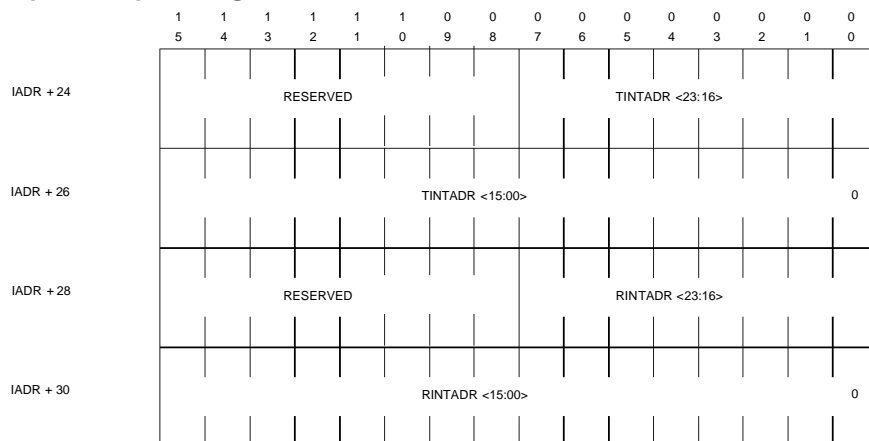 1 1 1 1 1 1 0 0 0 0 0 0 0 0 0 0
5 4 3 2 1 0 9 8 7 6 5 4 3 2 1 0
IADR + 24 RESERVED TINTADR <23:16>
IADR + 26 TINTADR <15:00> 0
IADR + 28 RESERVED RINTADR <23:16>
IADR + 30 RINTADR <15:00> 0